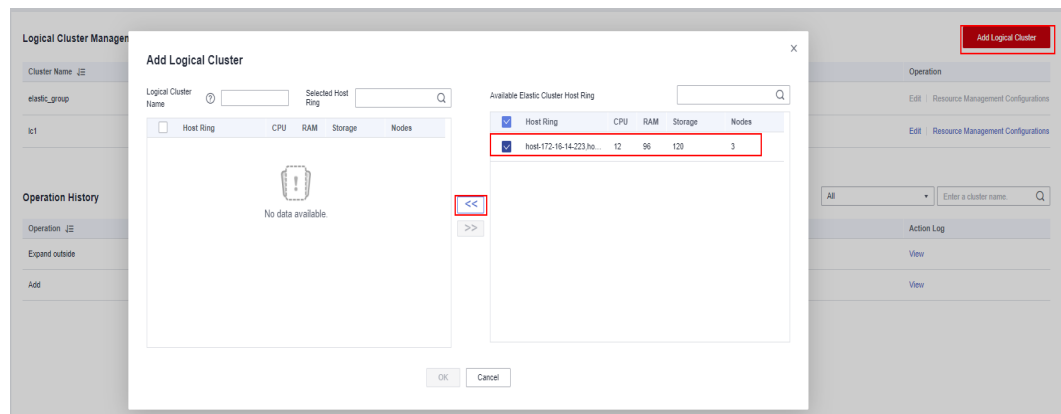 Logical Cluster Manage
Add Logical Cluster
Cluster Name
Operation
elastic_group
Edit | Resource Management Configurations
lc1
Edit | Resource Management Configurations
Operation History
All
Enter a cluster name.
Operation
Action Log
Expand outside
View
Add
View
Add Logical Cluster
X
Logical Cluster
Name
?
Selected Host
Ring
Available Elastic Cluster Host Ring
Host Ring CPU RAM Storage Nodes
No data available.
<<
>>
Host Ring CPU RAM Storage Nodes
host-172-16-14-223.ho... 12 96 120 3
OK
Cancel